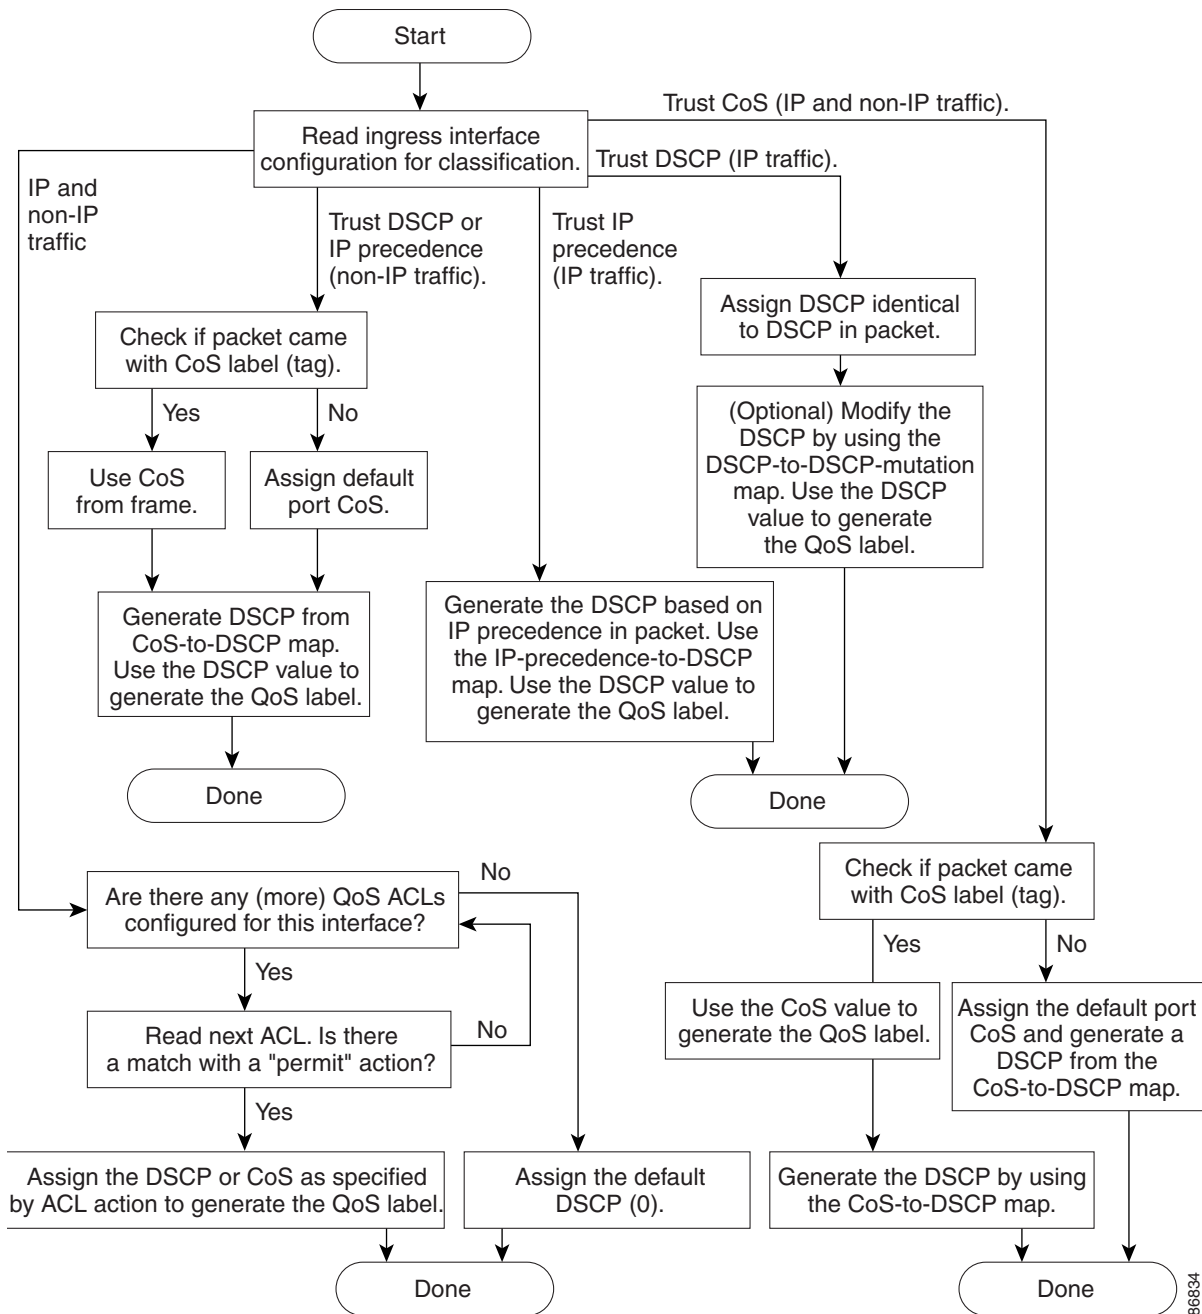 Start
Trust CoS (IP and non-IP traffic).
Read ingress interface
configuration for classification.
Trust DSCP (IP traffic).
IP and
non-IP
traffic
Trust DSCP or
IP precedence
(non-IP traffic).
Trust IP
precedence
(IP traffic).
Assign DSCP identical
to DSCP in packet.
Check if packet came
with CoS label (tag).
Yes
No
(Optional) Modify the
DSCP by using the
DSCP-to-DSCP-mutation
map. Use the DSCP
value to generate
the QoS label.
Use CoS
from frame.
Assign default
port CoS.
Generate DSCP from
CoS-to-DSCP map.
Use the DSCP value to
generate the QoS label.
Generate the DSCP based on
IP precedence in packet. Use
the IP-precedence-to-DSCP
map. Use the DSCP value to
generate the QoS label.
Done
Done
Check if packet came
with CoS label (tag).
Are there any (more) QoS ACLs
configured for this interface?
No
Yes
Yes
No
Read next ACL. Is there
a match with a "permit" action?
No
Use the CoS value to
generate the QoS label.
Assign the default port
CoS and generate a
DSCP from the
CoS-to-DSCP map.
Yes
Assign the DSCP or CoS as specified
by ACL action to generate the QoS label.
Assign the default
DSCP (0).
Generate the DSCP by using
the CoS-to-DSCP map.
Done
Done
86834